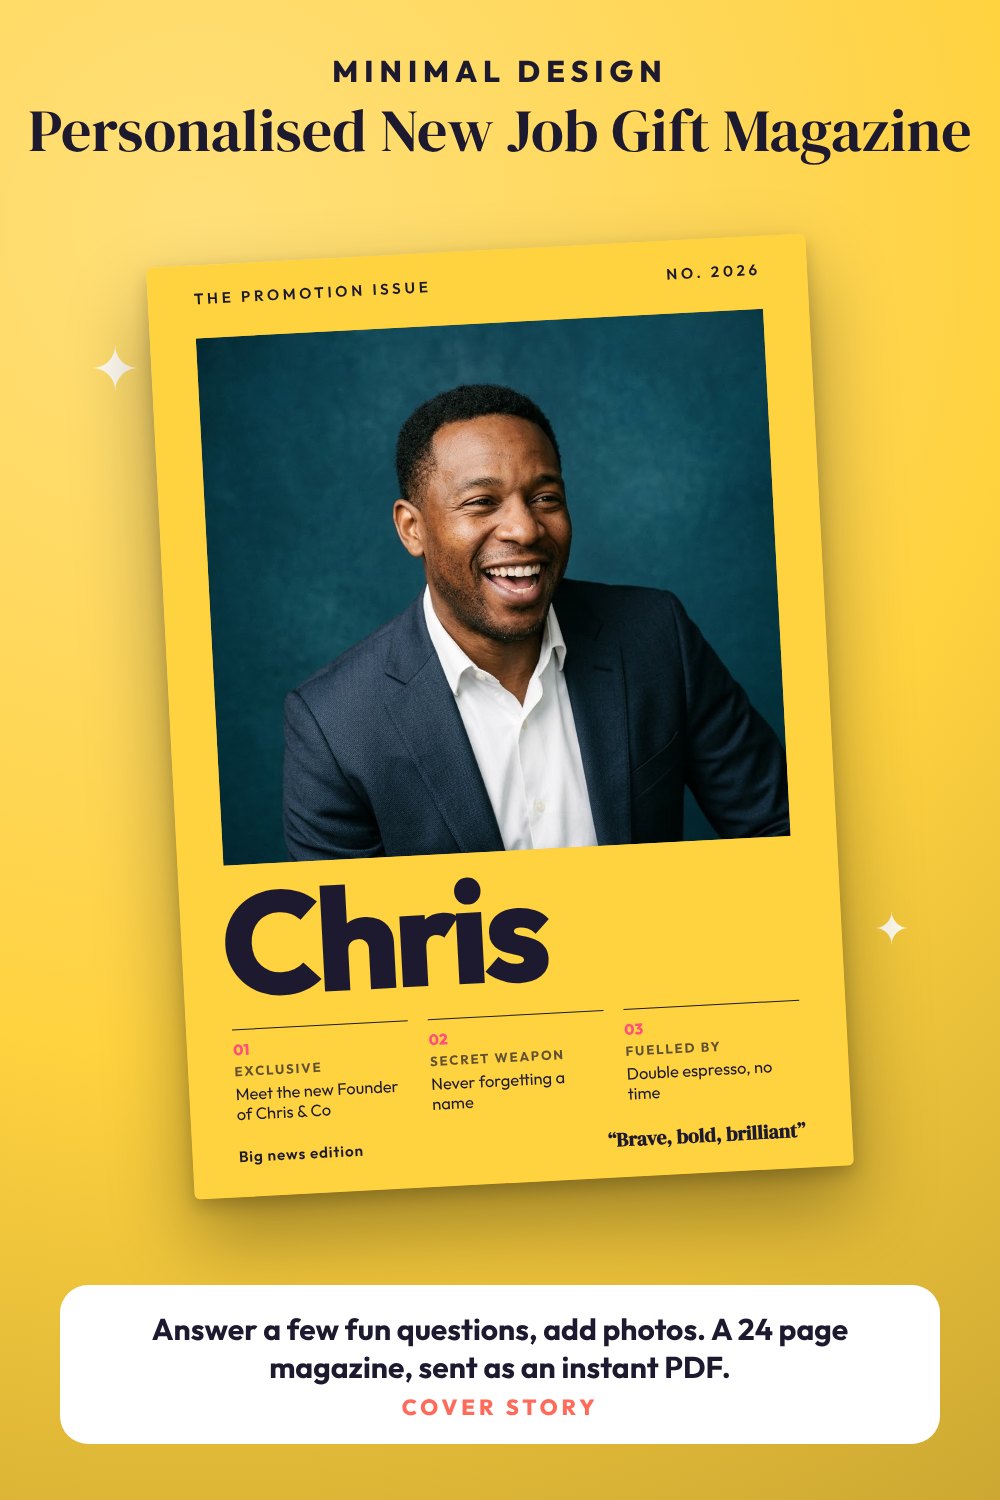 MINIMAL DESIGN
Personalised New Job Gift Magazine
THE PROMOTION ISSUE
NO. 2026
Chris
01
EXCLUSIVE
Meet the new Founder
of Chris & Co
02
SECRET WEAPON
Never forgetting a
name
03
FUELLED BY
Double espresso, no
time
Big news edition
“Brave, bold, brilliant”
Answer a few fun questions, add photos. A 24 page
magazine, sent as an instant PDF.
COVER STORY